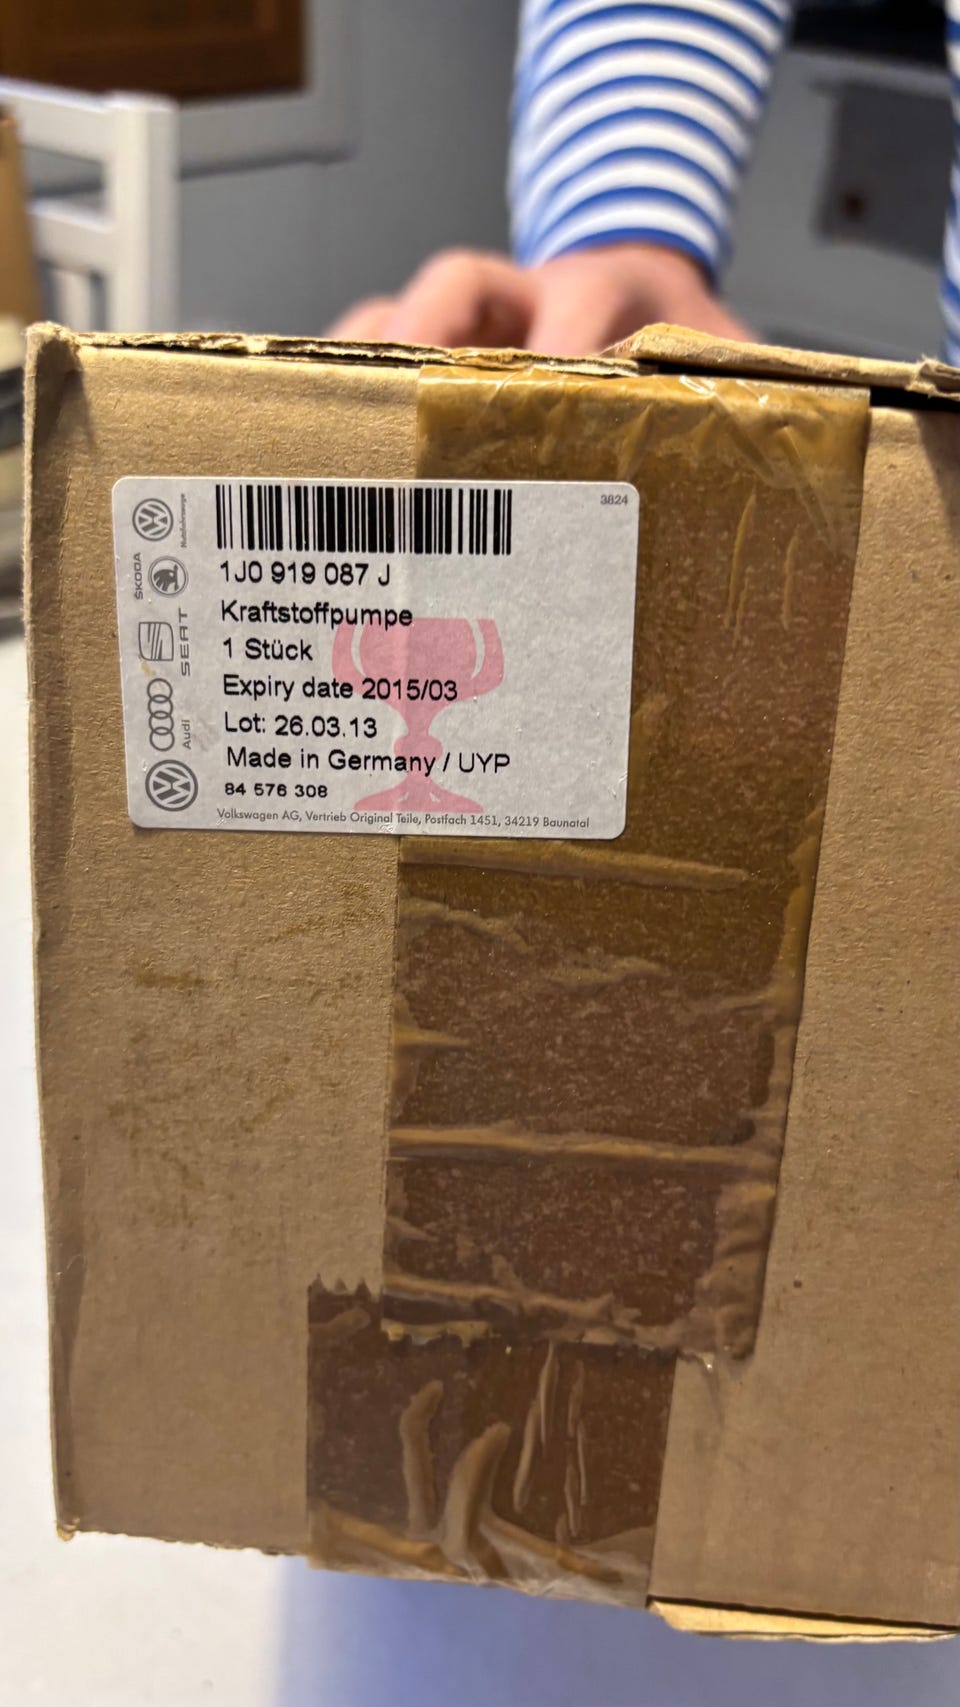 3824
1J0 919 087 J
Kraftstoffpumpe
1 Stück
Expiry date 2015/03
Lot: 26.03.13
Made in Germany / UYP
84 576 308
Volkswagen AG, Vertrieb Original Teile, Postfach 1451, 34219 Baunatal
Nutzfahrzeuge
ŠKODA
SEAT
Audi